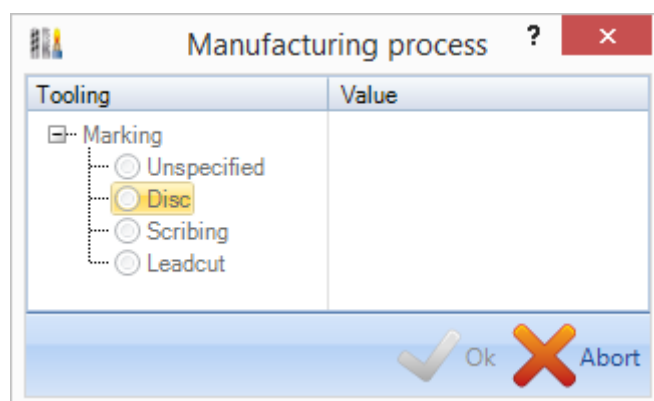 Manufacturing process ?
Tooling Value
Marking
Unspecified
Disc
Scribing
Leadcut
Ok Abort